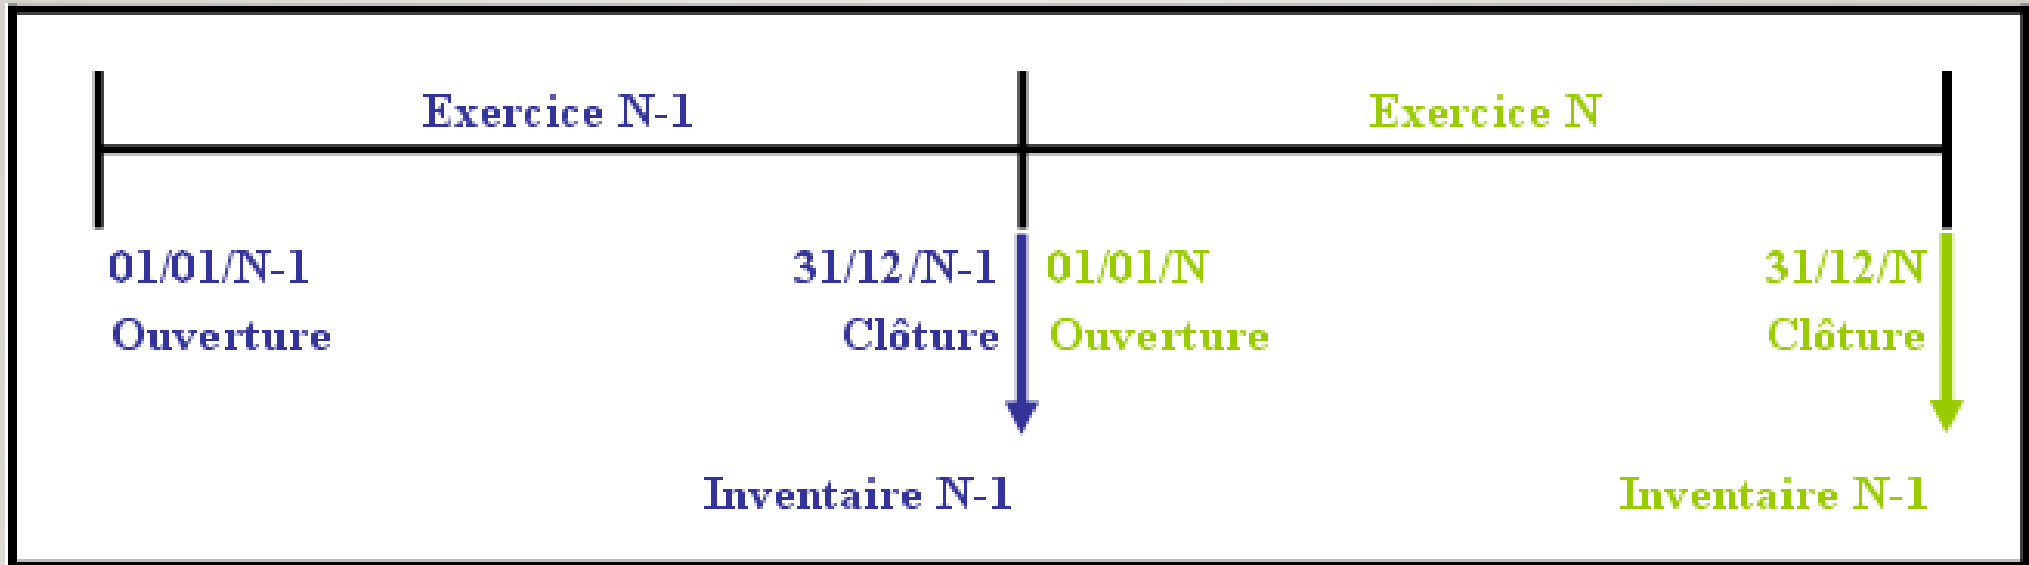 Exercice N-1 Exercice N
01/01/N-1 31/12/N-1 01/01/N 31/12/N
Ouverture Clôture Ouverture Clôture
Inventaire N-1 Inventaire N-1